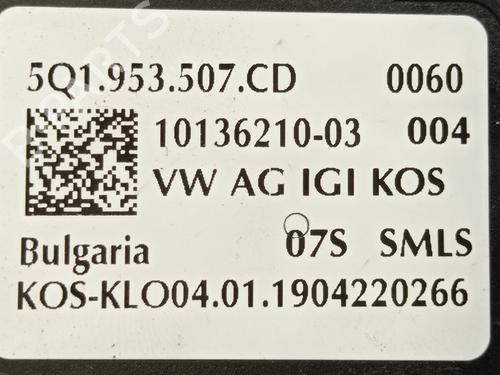 5Q1.953.507.CD 0060
10136210-03 004
VW AG IGI KOS
Bulgaria 07S SMLS
KOS-KLO04.01.1904220266